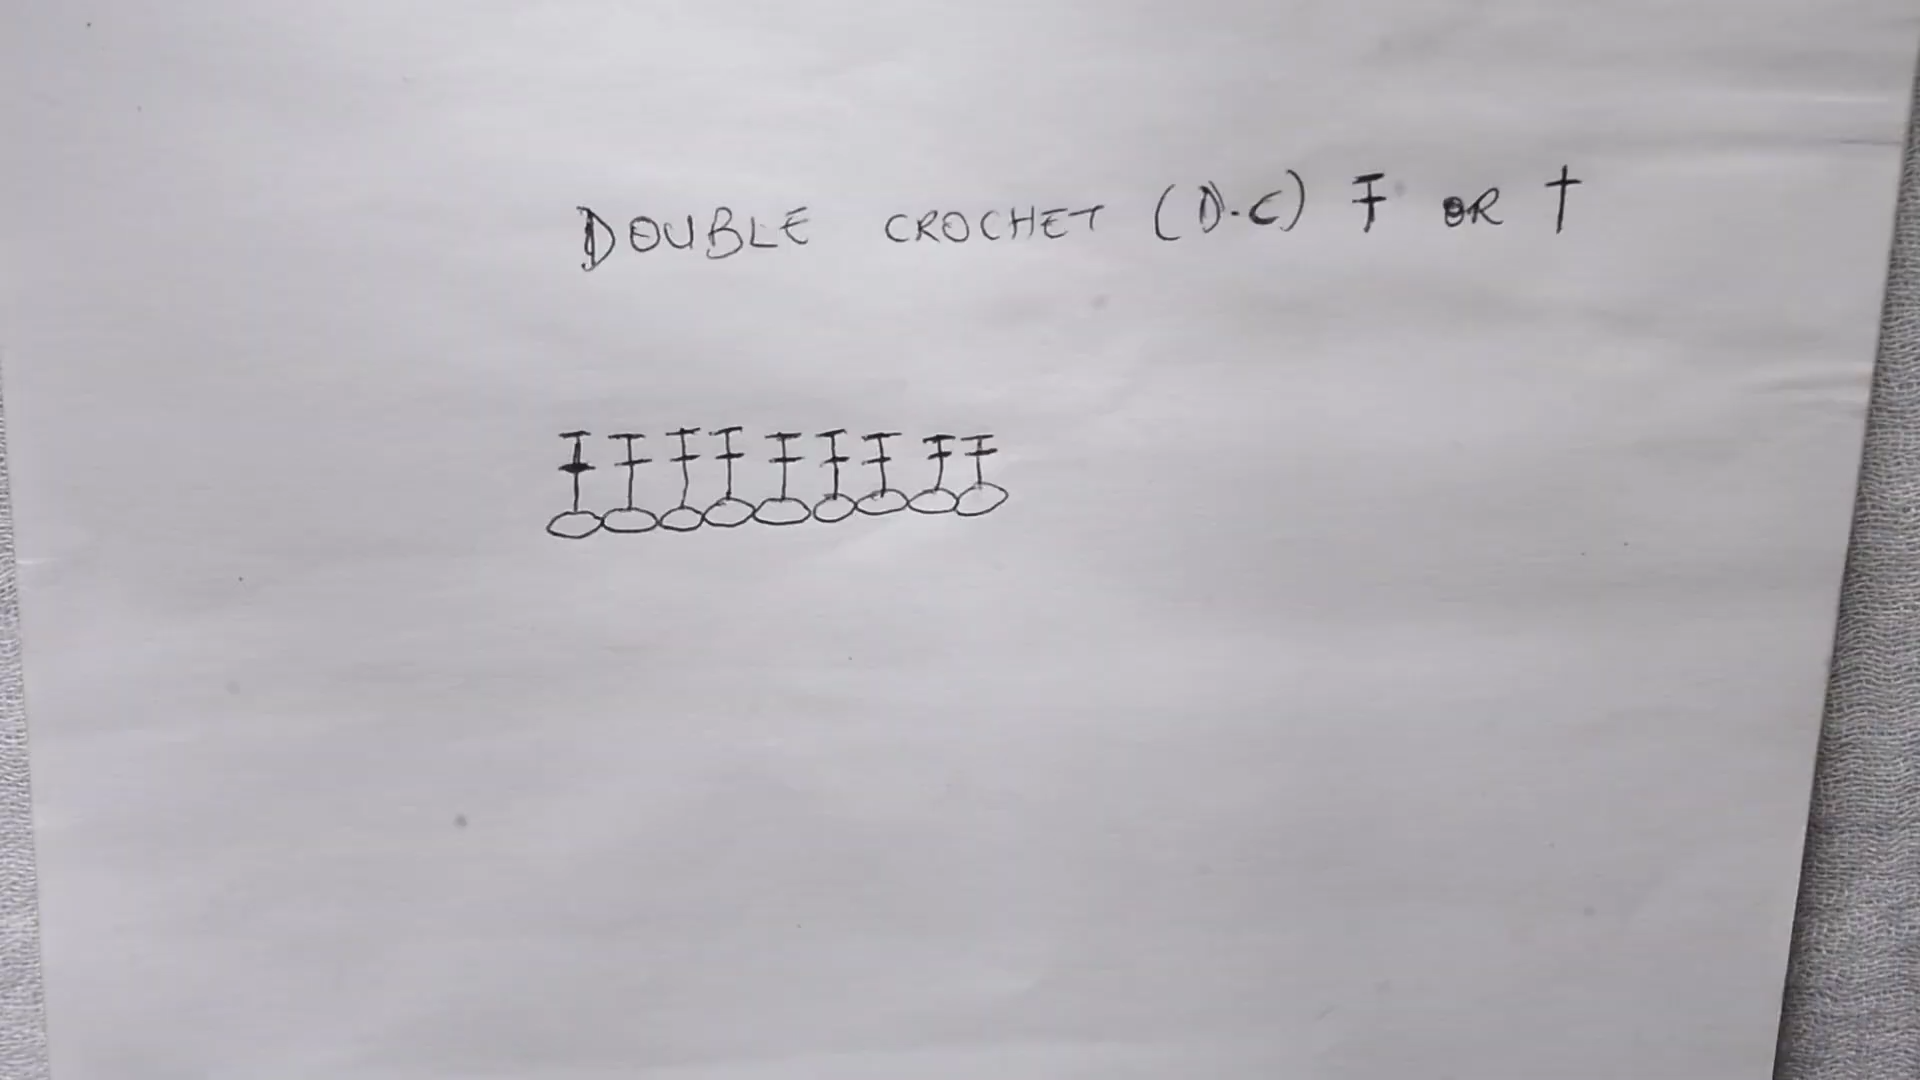 DOUBLE CROCHET (D.C) Ŧ OR †